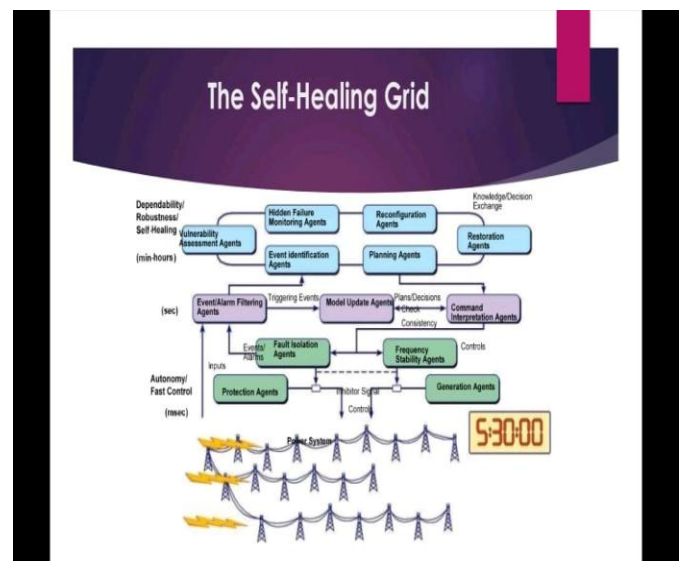 The Self-Healing Grid
Dependability/
Robustness/
Self-Healing
(min-hours)
Vulnerability
Assessment Agents
Hidden Failure
Monitoring Agents
Reconfiguration
Agents
Knowledge/Decision
Exchange
Restoration
Agents
Event identification
Agents
Planning Agents
(sec)
Event/Alarm Filtering
Agents
Triggering Events
Model Update Agents
Plans/Decisions
Check
Consistency
Command
Interpretation Agents
Events/
Alarms
Fault Isolation
Agents
Frequency
Stability Agents
Controls
Inputs
Autonomy/
Fast Control
(msec)
Protection Agents
Inhibitor Signal
Generation Agents
Controls
Power System
5:30:00